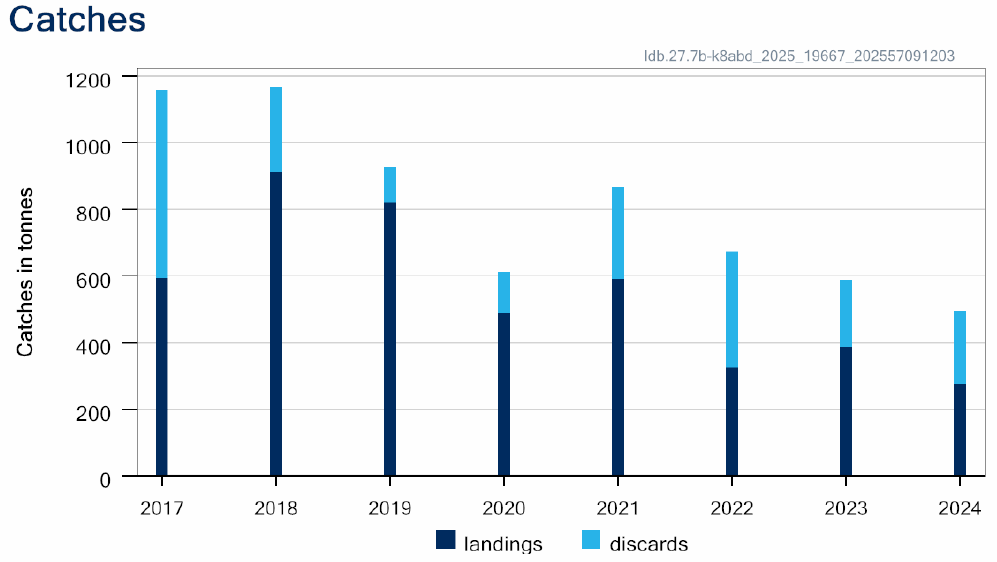 Catches
ldb.27.7b-k8abd_2025_19667_202557091203
Catches in tonnes
1200
1000
800
600
400
200
0
2017 2018 2019 2020 2021 2022 2023 2024
landings discards